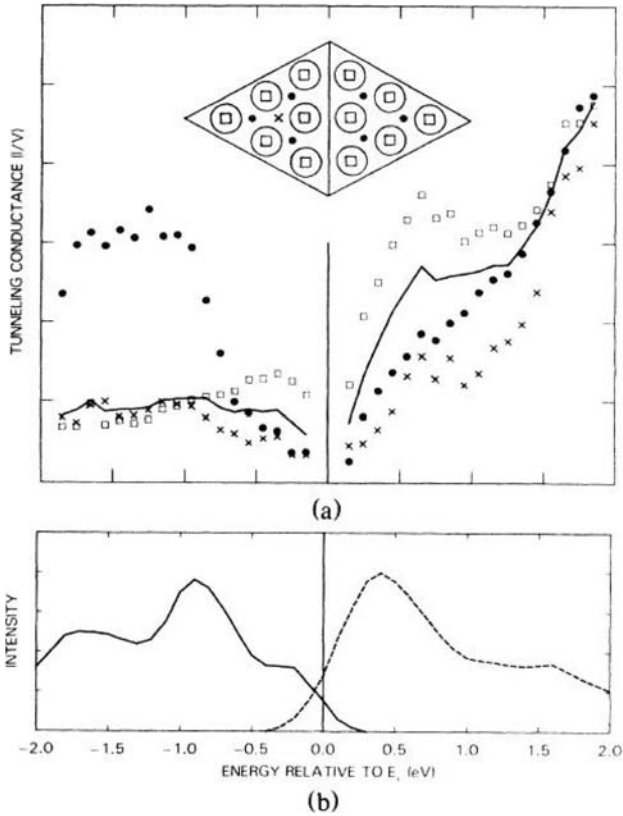 TUNNELING CONDUCTANCE (I/V)
(a)
INTENSITY
-2.0 -1.5 -1.0 -0.5 0.0 0.5 1.0 1.5 2.0
ENERGY RELATIVE TO E (eV)
(b)